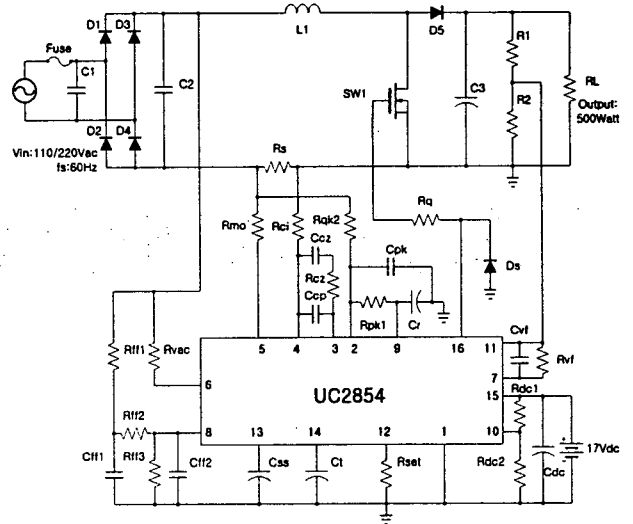 D1 D3
Fuse
C1
C2
L1
D5
SW1
C3
R1
R2
RL
Output:
500Watt
D2 D4
Vin:110/220Vac
fs:60Hz
Rs
Rmo
Rci
Rqk2
Rq
Ccz
Rcz
Ccp
Cpk
Rpk1
Cr
Ds
Rff1
Rvac
5 4 3 2 9 16 11
Cvf
Rvf
7
6
UC2854
15
Rdc1
Rff2
8
13 14 12 1 10
17Vdc
Cff1
Rff3
Cff2
Css
Ct
Rset
Rdc2
Cdc